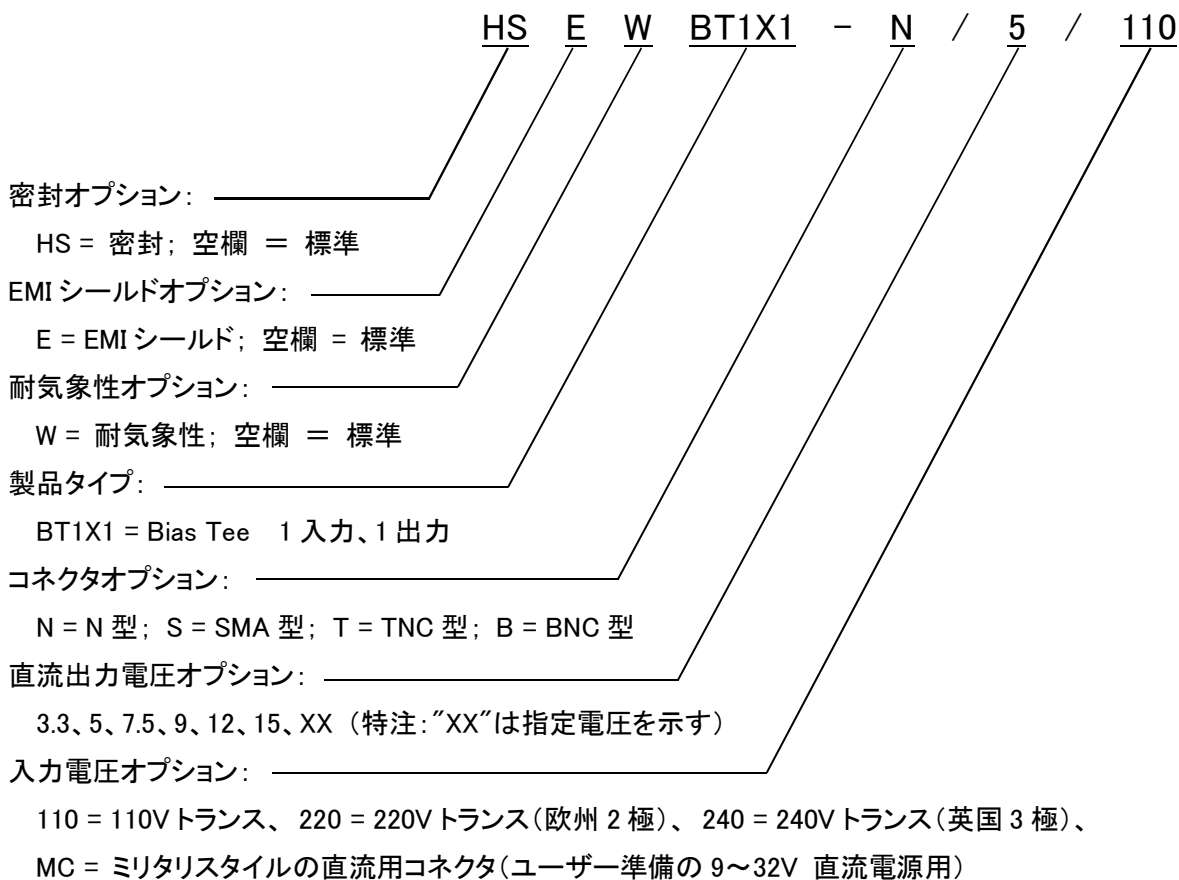 HS E W BT1X1 - N / 5 / 110
密封オプション:
HS = 密封; 空欄 = 標準
EMI シールドオプション:
E = EMI シールド; 空欄 = 標準
耐気象性オプション:
W = 耐気象性; 空欄 = 標準
製品タイプ:
BT1X1 = Bias Tee 1 入力、1 出力
コネクタオプション:
N = N 型; S = SMA 型; T = TNC 型; B = BNC 型
直流出力電圧オプション:
3.3、5、7.5、9、12、15、XX (特注:"XX"は指定電圧を示す)
入力電圧オプション:
110 = 110V トランス、 220 = 220V トランス(欧州 2 極)、 240 = 240V トランス(英国 3 極)、
MC = ミリタリスタイルの直流用コネクタ(ユーザー準備の 9~32V 直流電源用)